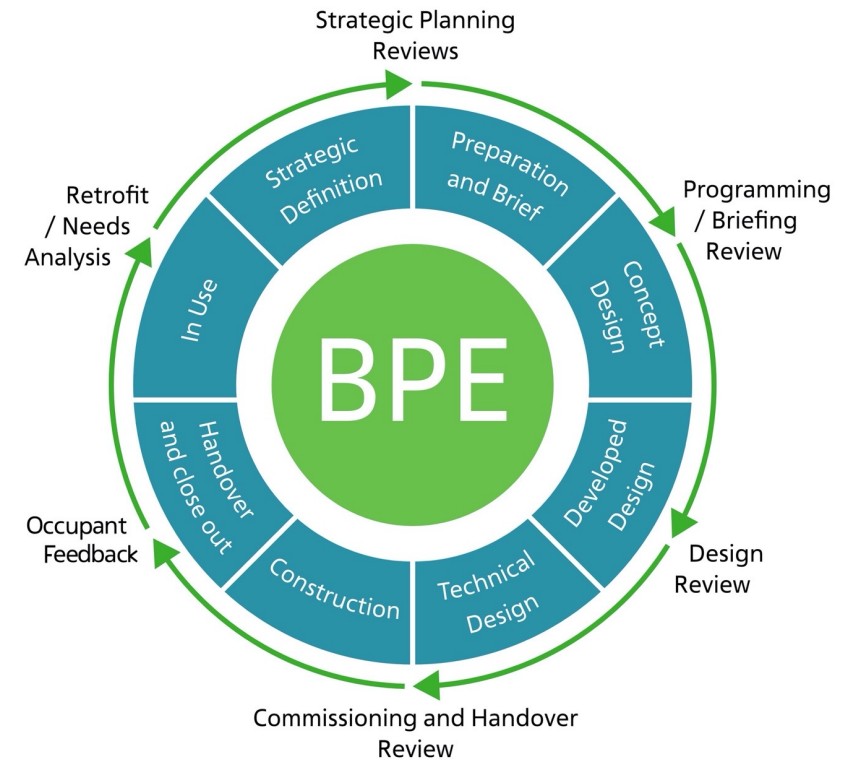 Strategic Planning
Reviews
Programming
/ Briefing
Review
Design
Review
Commissioning and Handover
Review
Occupant
Feedback
Retrofit
/ Needs
Analysis
Strategic
Definition
Preparation
and Brief
Concept
Design
Developed
Design
Technical
Design
Construction
Handover
and close out
In Use
BPE